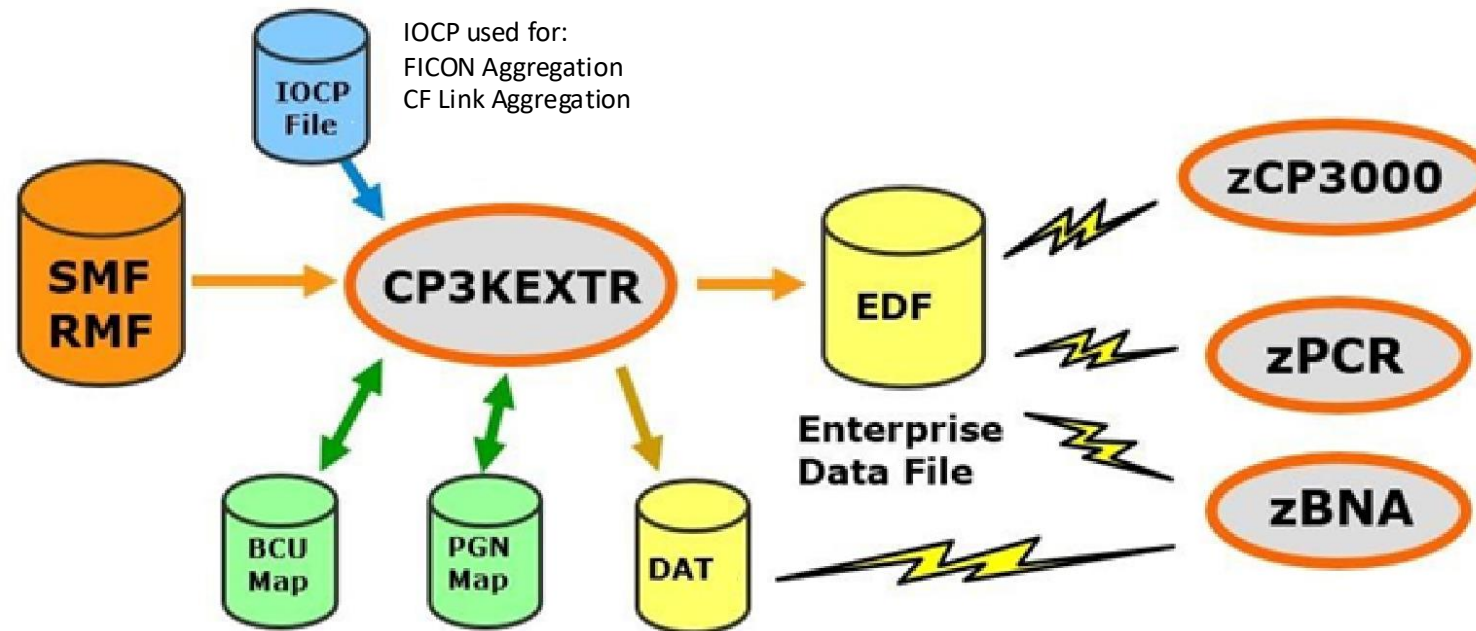 IOCP used for:
FICON Aggregation
CF Link Aggregation
IOCP
File
SMF
RMF
CP3KEXTR
EDF
Enterprise
Data File
zCP3000
zPCR
zBNA
BCU
Map
PGN
Map
DAT